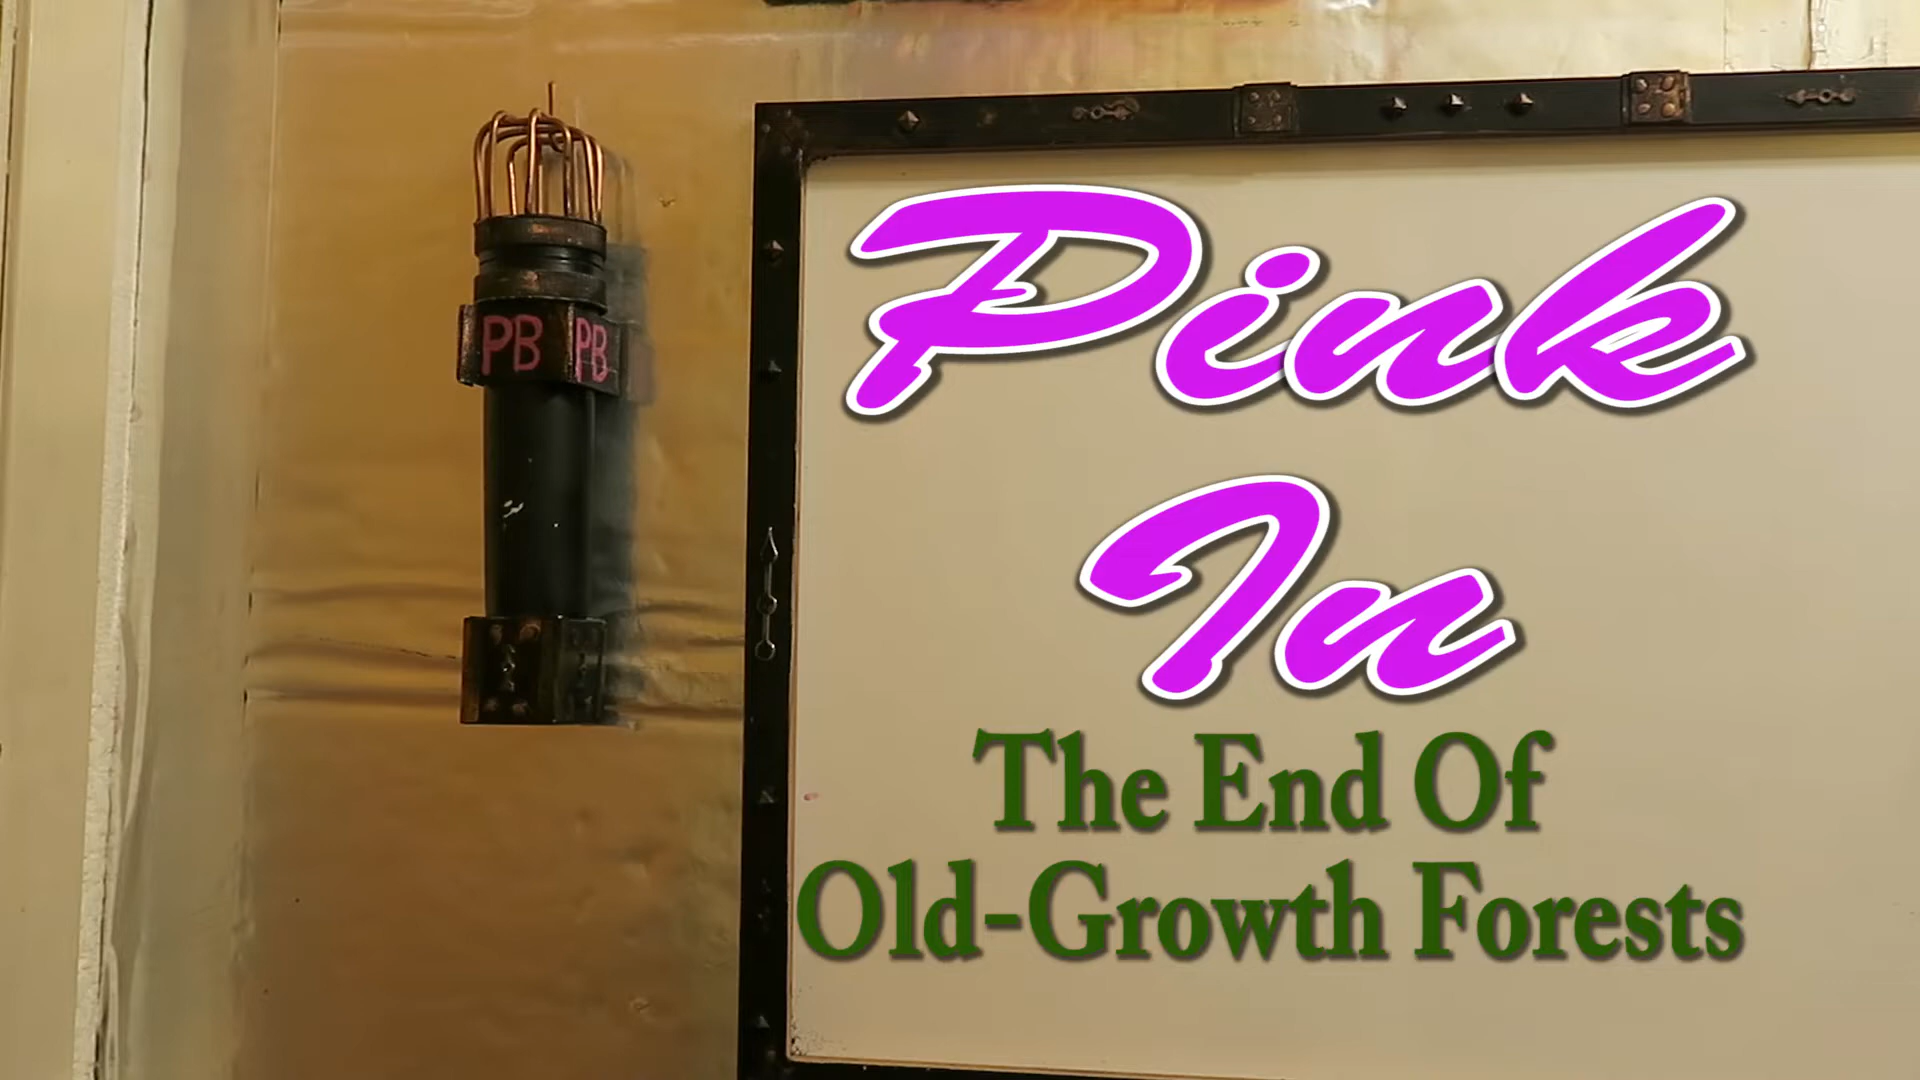 PB PB
Pink
In
The End Of
Old-Growth Forests